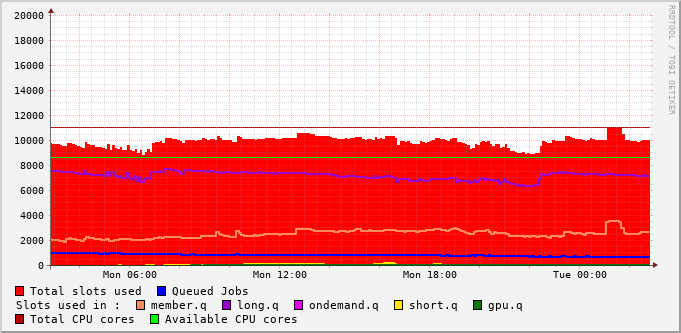 20000
18000
16000
14000
12000
10000
8000
6000
4000
2000
0
Mon 06:00 Mon 12:00 Mon 18:00 Tue 00:00
RRDTOOL / TOBI OETIKER
Total slots used Queued Jobs
Slots used in : member.q long.q ondemand.q short.q gpu.q
Total CPU cores Available CPU cores